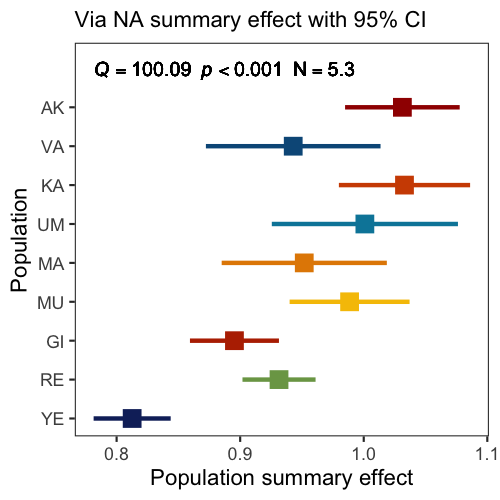 Via NA summary effect with 95% CI
Q = 100.09 p < 0.001 N = 5.3
AK
VA
KA
UM
MA
MU
GI
RE
YE
Population
0.8 0.9 1.0 1.1
Population summary effect